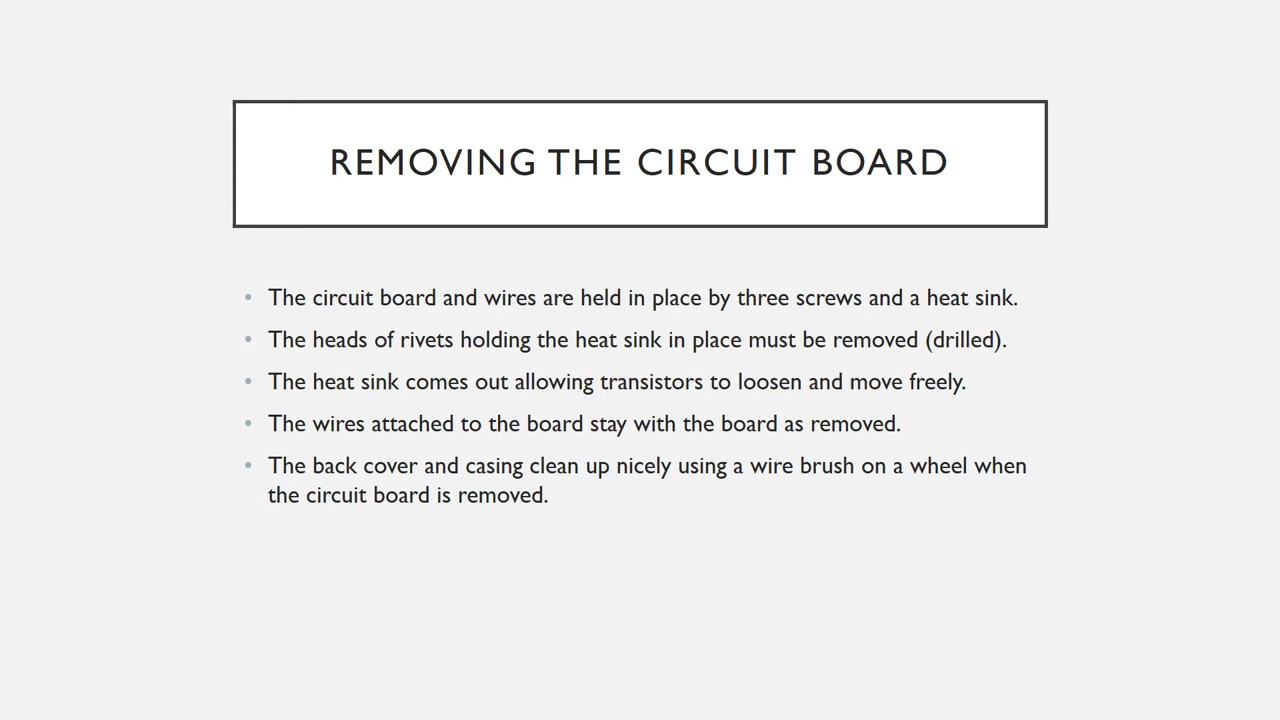 REMOVING THE CIRCUIT BOARD
• The circuit board and wires are held in place by three screws and a heat sink.
• The heads of rivets holding the heat sink in place must be removed (drilled).
• The heat sink comes out allowing transistors to loosen and move freely.
• The wires attached to the board stay with the board as removed.
• The back cover and casing clean up nicely using a wire brush on a wheel when
the circuit board is removed.